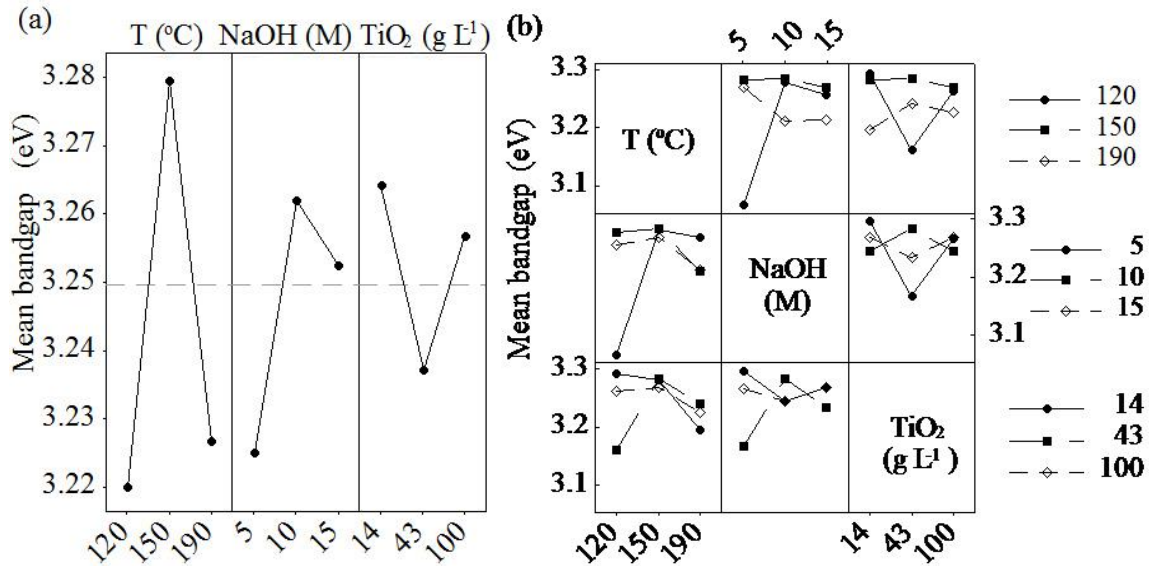 (a)
T (ºC) NaOH (M) TiO2 (g L-1)
Mean bandgap (eV)
3.28
3.27
3.26
3.25
3.24
3.23
3.22
120 150 190 5 10 15 14 43 100
(b)
5 10 15
Mean bandgap (eV)
3.3
3.2
3.1
T (ºC)
120
150
190
NaOH
(M)
3.3
3.2
3.1
5
10
15
3.3
3.2
3.1
TiO2
(g L-1)
14
43
100
120 150 190 14 43 100